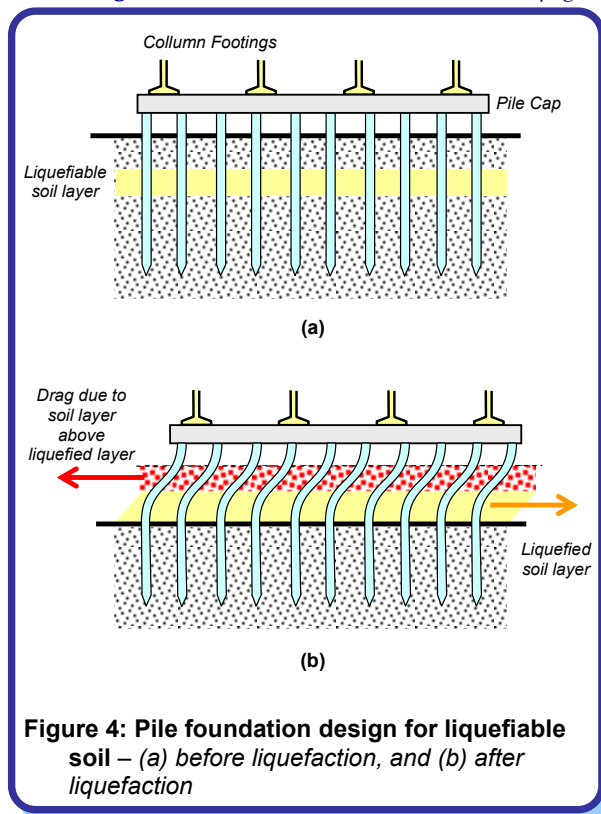 Collumn Footings
Pile Cap
Liquefiable
soil layer
(a)
Drag due to
soil layer
above
liquefied layer
Liquefied
soil layer
(b)
Figure 4: Pile foundation design for liquefiable
soil – (a) before liquefaction, and (b) after
liquefaction